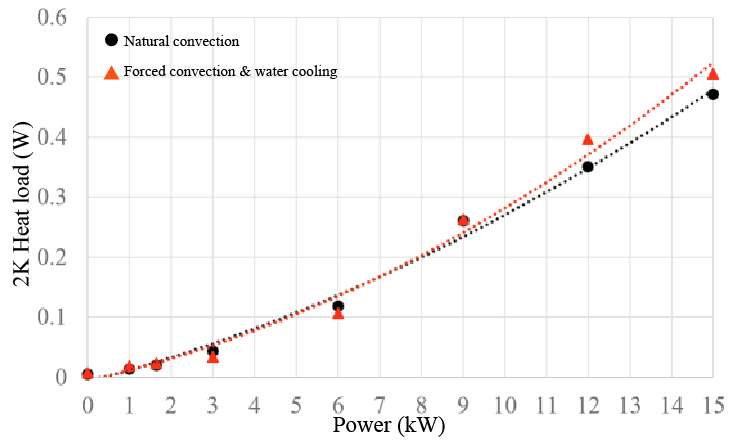 0.6
Natural convection
Forced convection & water cooling
0.5
0.4
0.3
0.2
0.1
0
2K Heat load (W)
0 1 2 3 4 5 6 7 8 9 10 11 12 13 14 15
Power (kW)